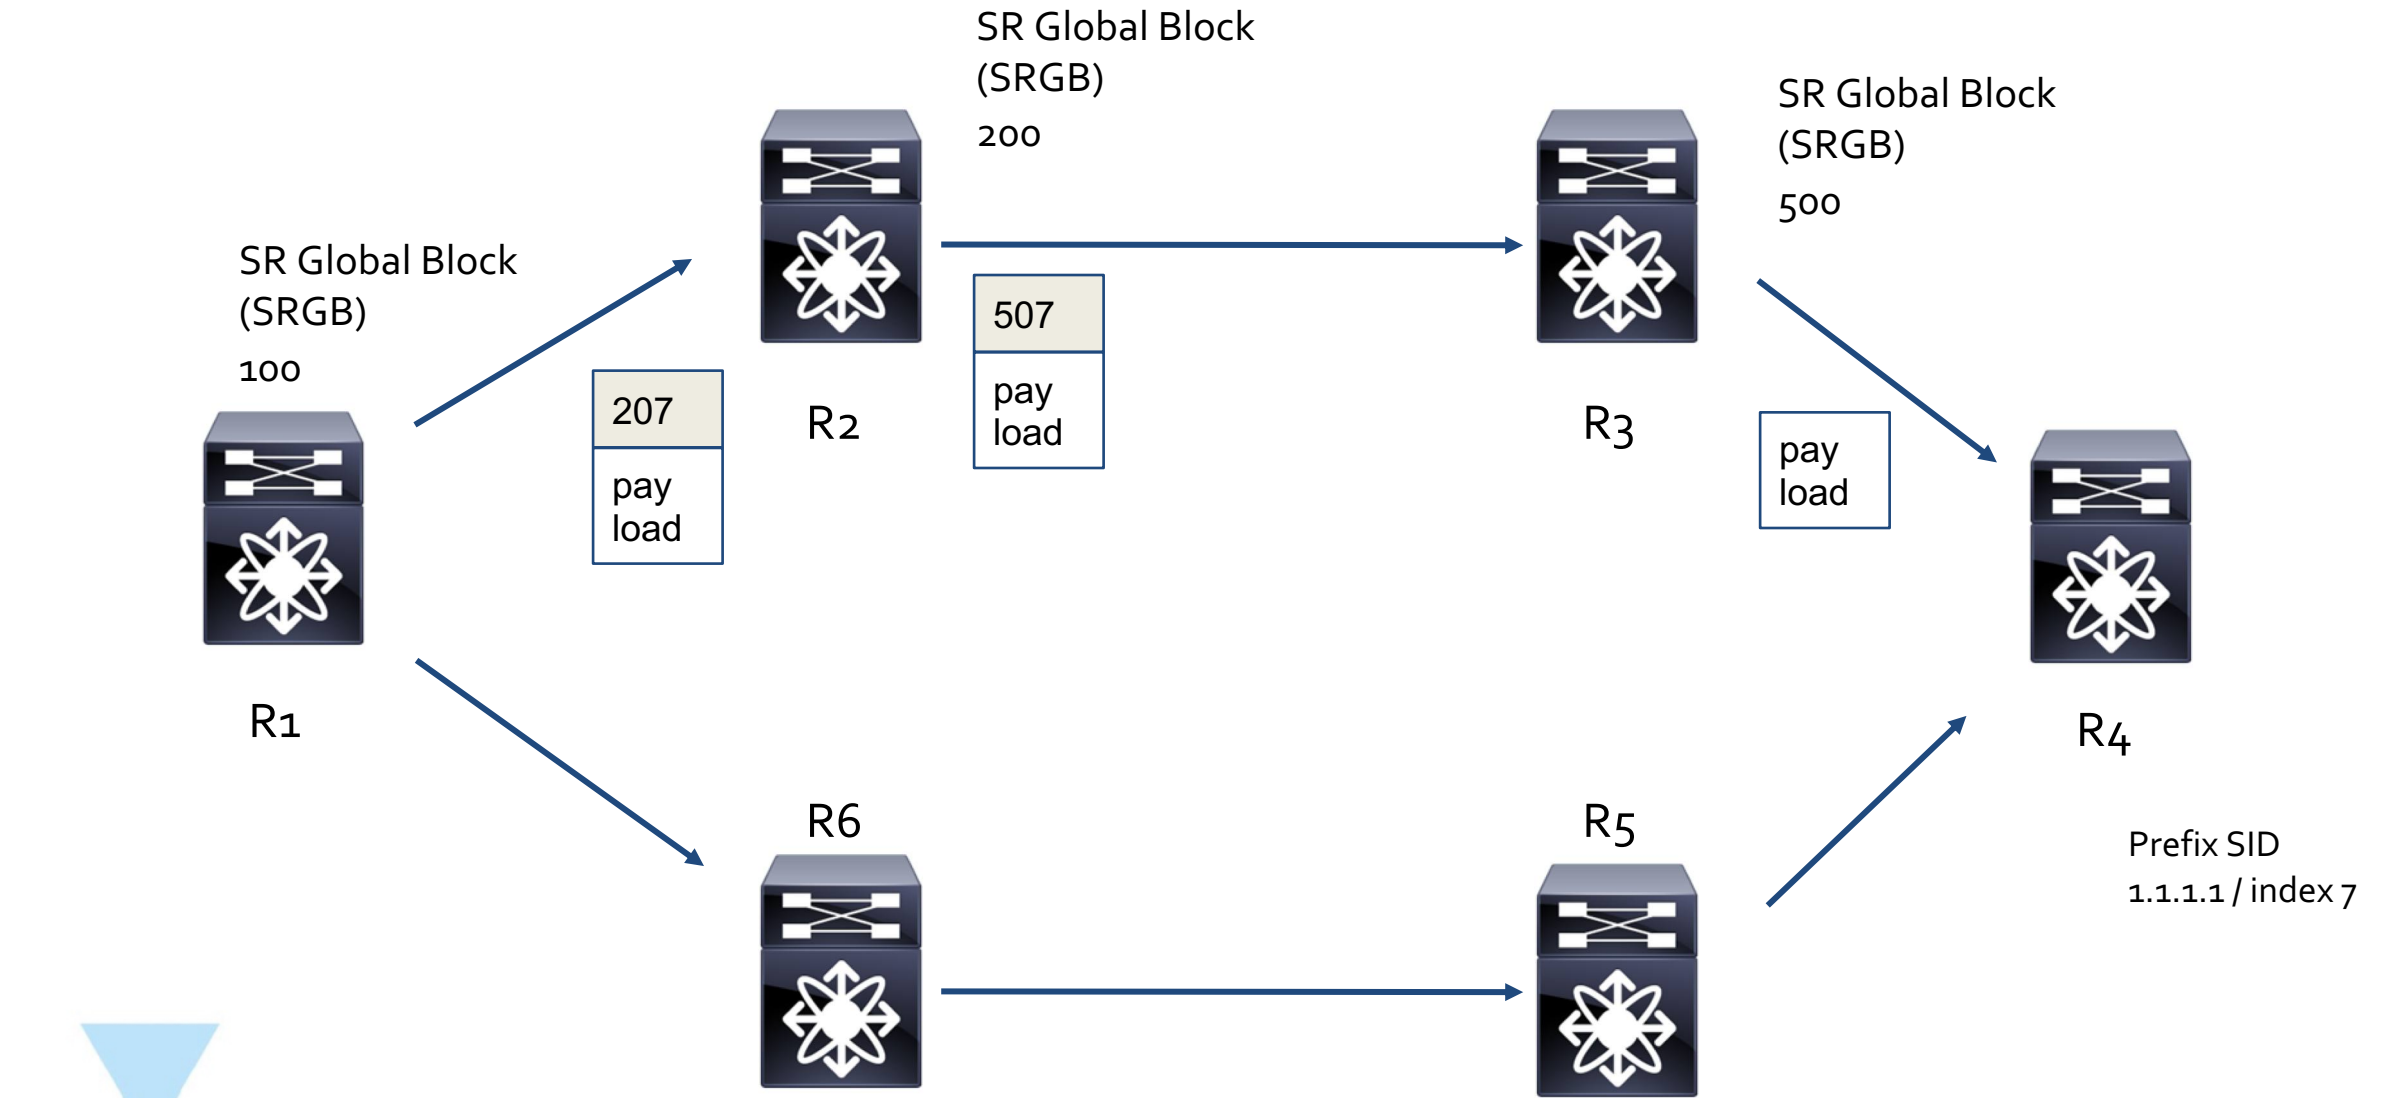 SR Global Block
(SRGB)
200
SR Global Block
(SRGB)
500
SR Global Block
(SRGB)
100
507
pay
load
207
pay
load
R2
R3
pay
load
R1
R4
R6
R5
Prefix SID
1.1.1.1 / index 7